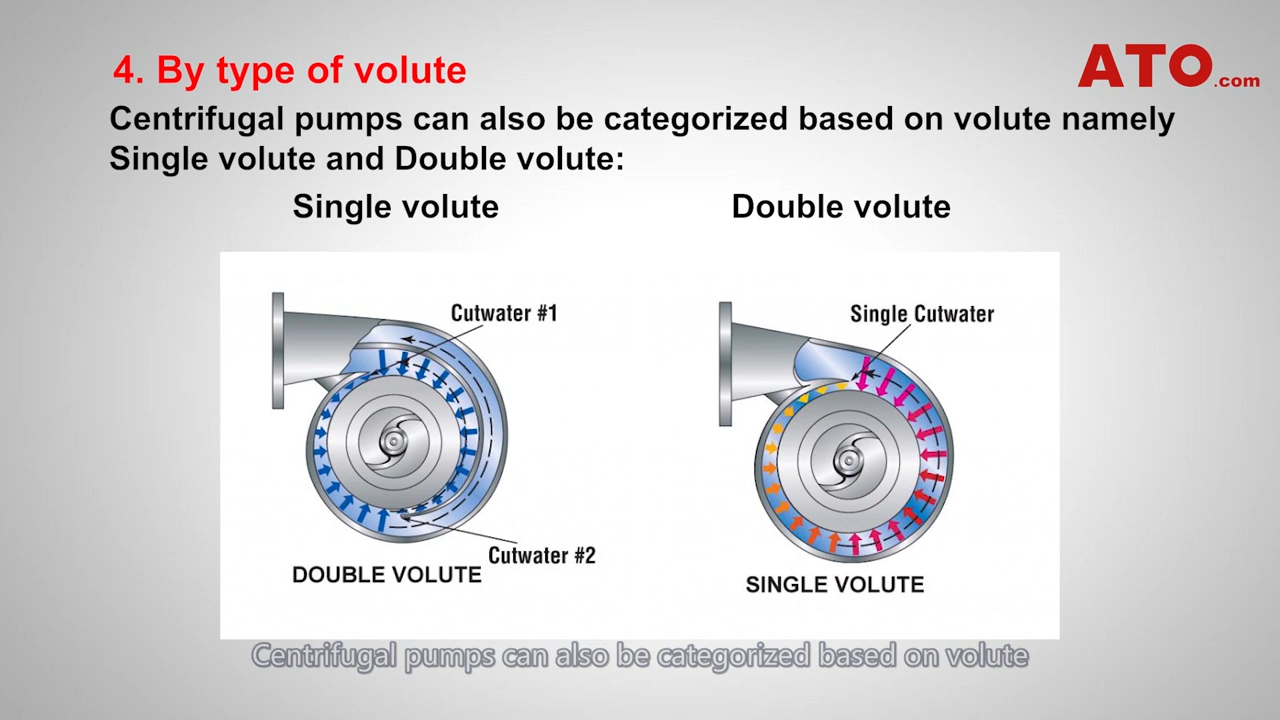 4. By type of volute
ATO.com
Centrifugal pumps can also be categorized based on volute namely
Single volute and Double volute:
Single volute
Double volute
Cutwater #1
Single Cutwater
Cutwater #2
DOUBLE VOLUTE
SINGLE VOLUTE
Centrifugal pumps can also be categorized based on volute